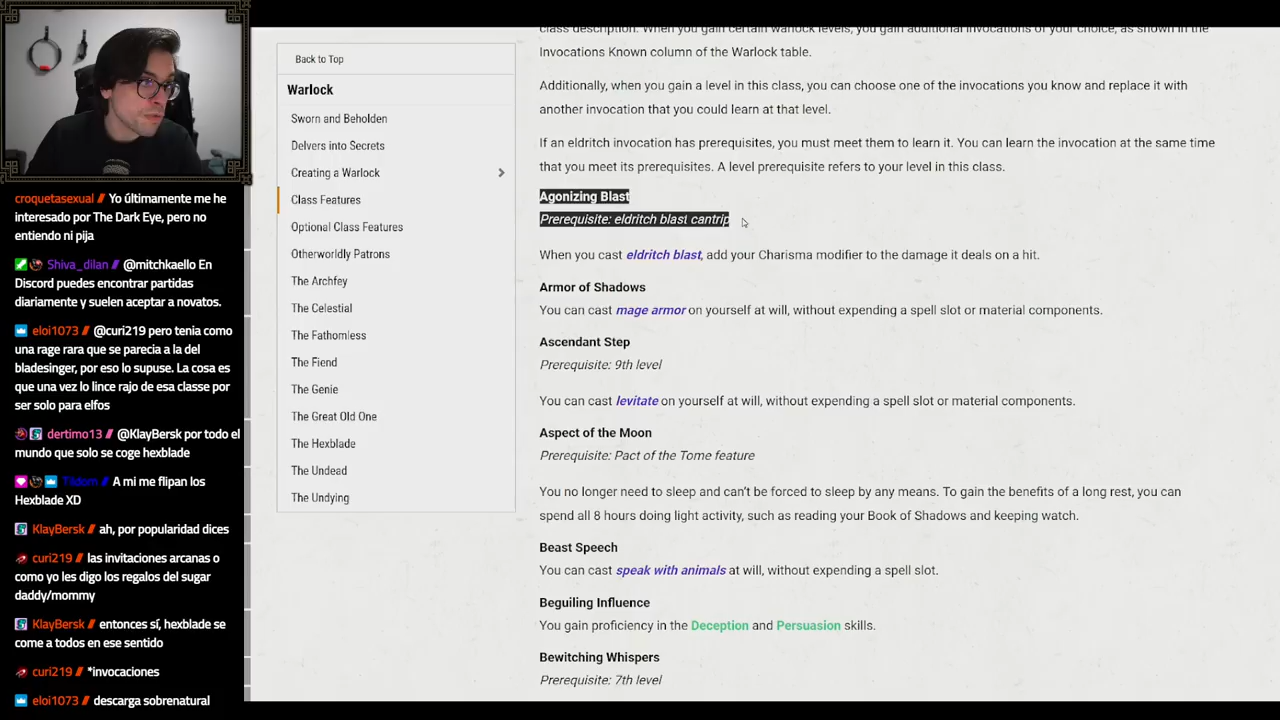 croquetasexual // Yo últimamente me he
interesado por The Dark Eye, pero no
entiendo ni pija
Shiva_dilan // @mitchkaello En
Discord puedes encontrar partidas
diariamente y suelen aceptar a novatos.
eloi1073 // @curi219 pero tenia como
una rage rara que se parecia a la del
bladesinger, por eso lo supuse. La cosa es
que una vez lo lince rajo de esa classe por
ser solo para elfos
dertimo13 // @KlayBersk por todo el
mundo que solo se coge hexblade
// A mi me flipan los
Hexblade XD
KlayBersk // ah, por popularidad dices
curi219 // las invitaciones arcanas o
como yo les digo los regalos del sugar
daddy/mommy
KlayBersk // entonces sí, hexblade se
come a todos en ese sentido
curi219 // *invocaciones
eloi1073 // descarga sobrenatural
Back to Top
Warlock
Sworn and Beholden
Delvers into Secrets
Creating a Warlock
Class Features
Optional Class Features
Otherworldly Patrons
The Archfey
The Celestial
The Fathomless
The Fiend
The Genie
The Great Old One
The Hexblade
The Undead
The Undying
class description. When you gain certain warlock levels, you gain additional invocations of your choice, as shown in the
Invocations Known column of the Warlock table.
Additionally, when you gain a level in this class, you can choose one of the invocations you know and replace it with
another invocation that you could learn at that level.
If an eldritch invocation has prerequisites, you must meet them to learn it. You can learn the invocation at the same time
that you meet its prerequisites. A level prerequisite refers to your level in this class.
Agonizing Blast
Prerequisite: eldritch blast cantrip
When you cast eldritch blast, add your Charisma modifier to the damage it deals on a hit.
Armor of Shadows
You can cast mage armor on yourself at will, without expending a spell slot or material components.
Ascendant Step
Prerequisite: 9th level
You can cast levitate on yourself at will, without expending a spell slot or material components.
Aspect of the Moon
Prerequisite: Pact of the Tome feature
You no longer need to sleep and can't be forced to sleep by any means. To gain the benefits of a long rest, you can
spend all 8 hours doing light activity, such as reading your Book of Shadows and keeping watch.
Beast Speech
You can cast speak with animals at will, without expending a spell slot.
Beguiling Influence
You gain proficiency in the Deception and Persuasion skills.
Bewitching Whispers
Prerequisite: 7th level